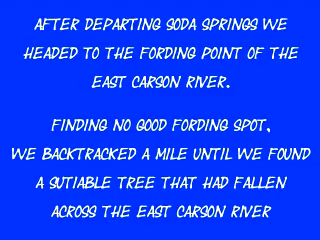 AFTER DEPARTING SODA SPRINGS WE
HEADED TO THE FORDING POINT OF THE
EAST CARSON RIVER.
FINDING NO GOOD FORDING SPOT,
WE BACKTRACKED A MILE UNTIL WE FOUND
A SUTIABLE TREE THAT HAD FALLEN
ACROSS THE EAST CARSON RIVER